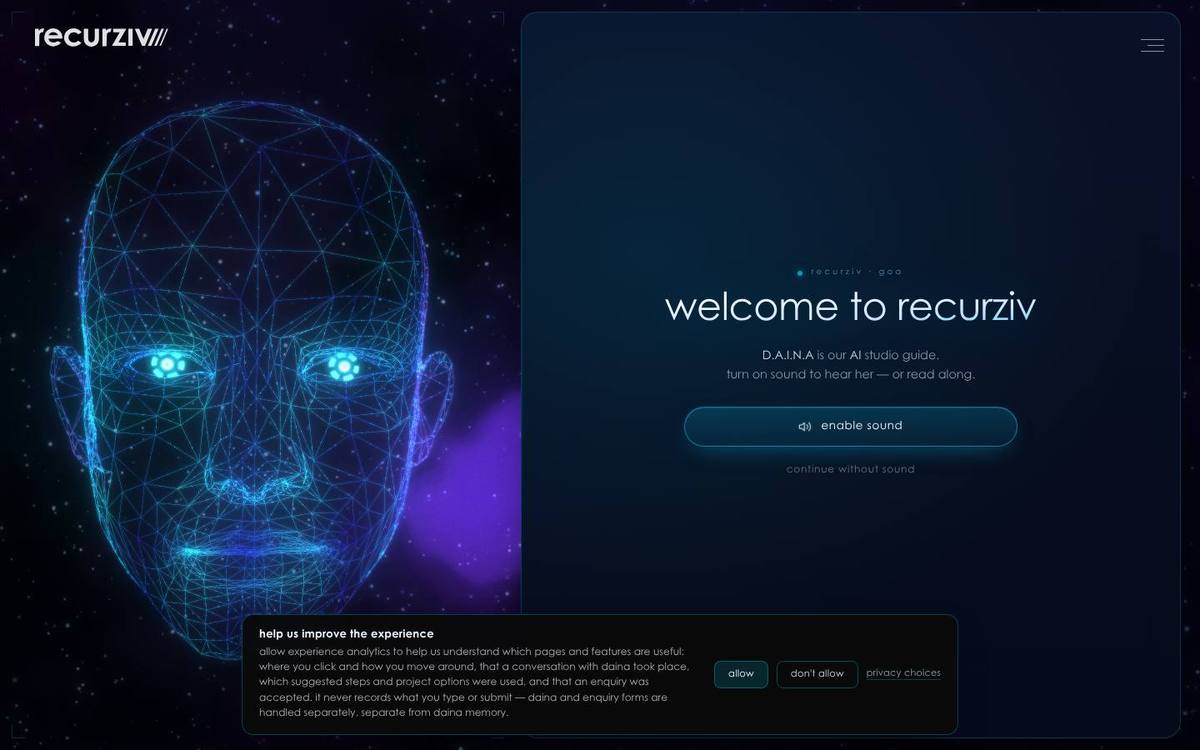 recurziv
recurziv · goa
welcome to recurziv
D.A.I.N.A is our AI studio guide.
turn on sound to hear her — or read along.
enable sound
continue without sound
help us improve the experience
allow experience analytics to help us understand which pages and features are useful:
where you click and how you move around, that a conversation with daina took place,
which suggested steps and project options were used, and that an enquiry was
accepted. it never records what you type or submit — daina and enquiry forms are
handled separately. separate from daina memory.
allow
don't allow
privacy choices